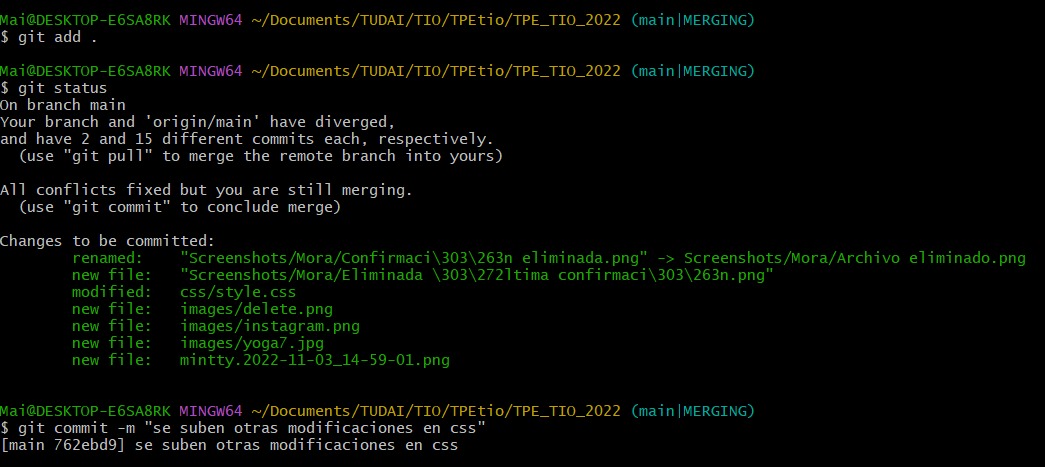 Mai@DESKTOP-E6SA8RK MINGW64 ~/Documents/TUDAI/TIO/TPEtio/TPE_TIO_2022 (main|MERGING)
$ git add .
Mai@DESKTOP-E6SA8RK MINGW64 ~/Documents/TUDAI/TIO/TPEtio/TPE_TIO_2022 (main|MERGING)
$ git status
On branch main
Your branch and 'origin/main' have diverged,
and have 2 and 15 different commits each, respectively.
  (use "git pull" to merge the remote branch into yours)
All conflicts fixed but you are still merging.
  (use "git commit" to conclude merge)
Changes to be committed:
        renamed:    "Screenshots/Mora/Confirmaci\303\263n eliminada.png" -> Screenshots/Mora/Archivo eliminado.png
        new file:   "Screenshots/Mora/Eliminada \303\272ltima confirmaci\303\263n.png"
        modified:   css/style.css
        new file:   images/delete.png
        new file:   images/instagram.png
        new file:   images/yoga7.jpg
        new file:   mintty.2022-11-03_14-59-01.png
Mai@DESKTOP-E6SA8RK MINGW64 ~/Documents/TUDAI/TIO/TPEtio/TPE_TIO_2022 (main|MERGING)
$ git commit -m "se suben otras modificaciones en css"
[main 762ebd9] se suben otras modificaciones en css